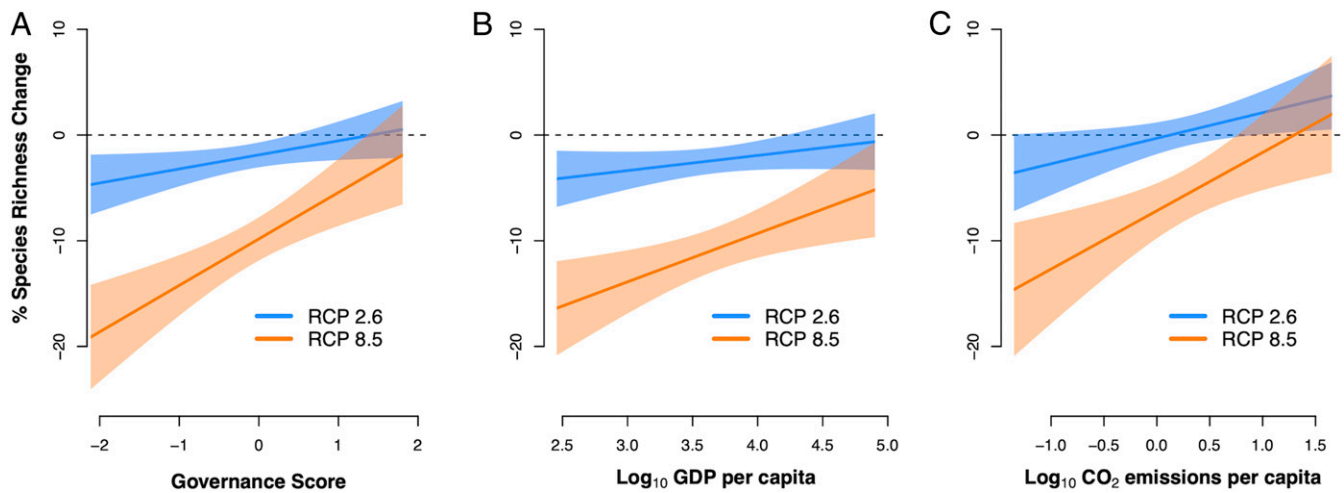 A
B
C
% Species Richness Change
10
0
−10
−20
RCP 2.6
RCP 8.5
−2
−1
0
1
2
Governance Score
10
0
−10
−20
RCP 2.6
RCP 8.5
2.5
3.0
3.5
4.0
4.5
5.0
Log₁₀ GDP per capita
10
0
−10
−20
RCP 2.6
RCP 8.5
−1.0
−0.5
0.0
0.5
1.0
1.5
Log₁₀ CO₂ emissions per capita